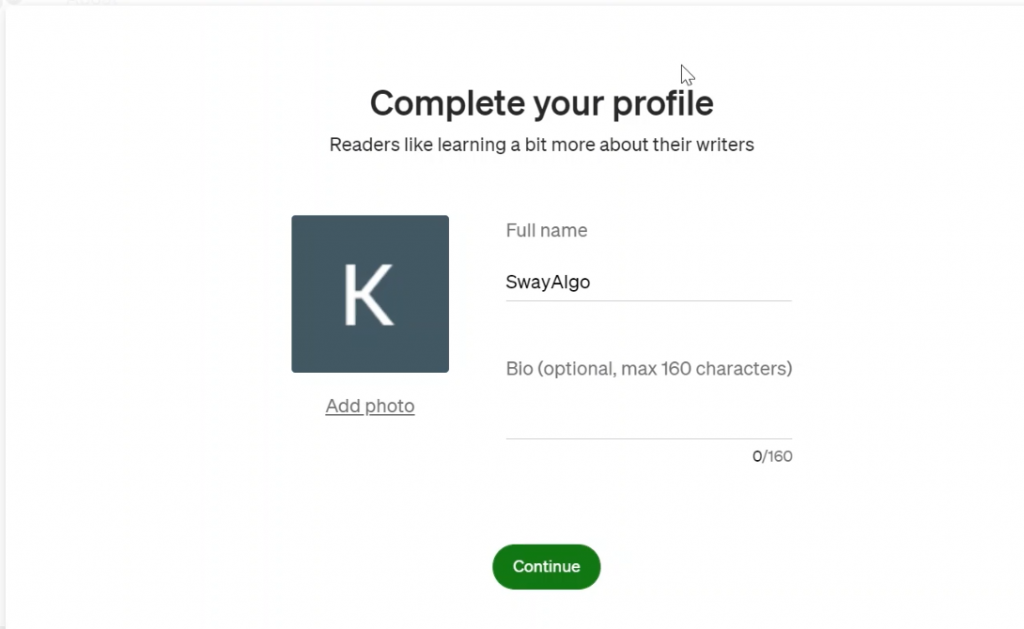 Complete your profile
Readers like learning a bit more about their writers
K
Full name
SwayAlgo
Bio (optional, max 160 characters)
Add photo
0/160
Continue